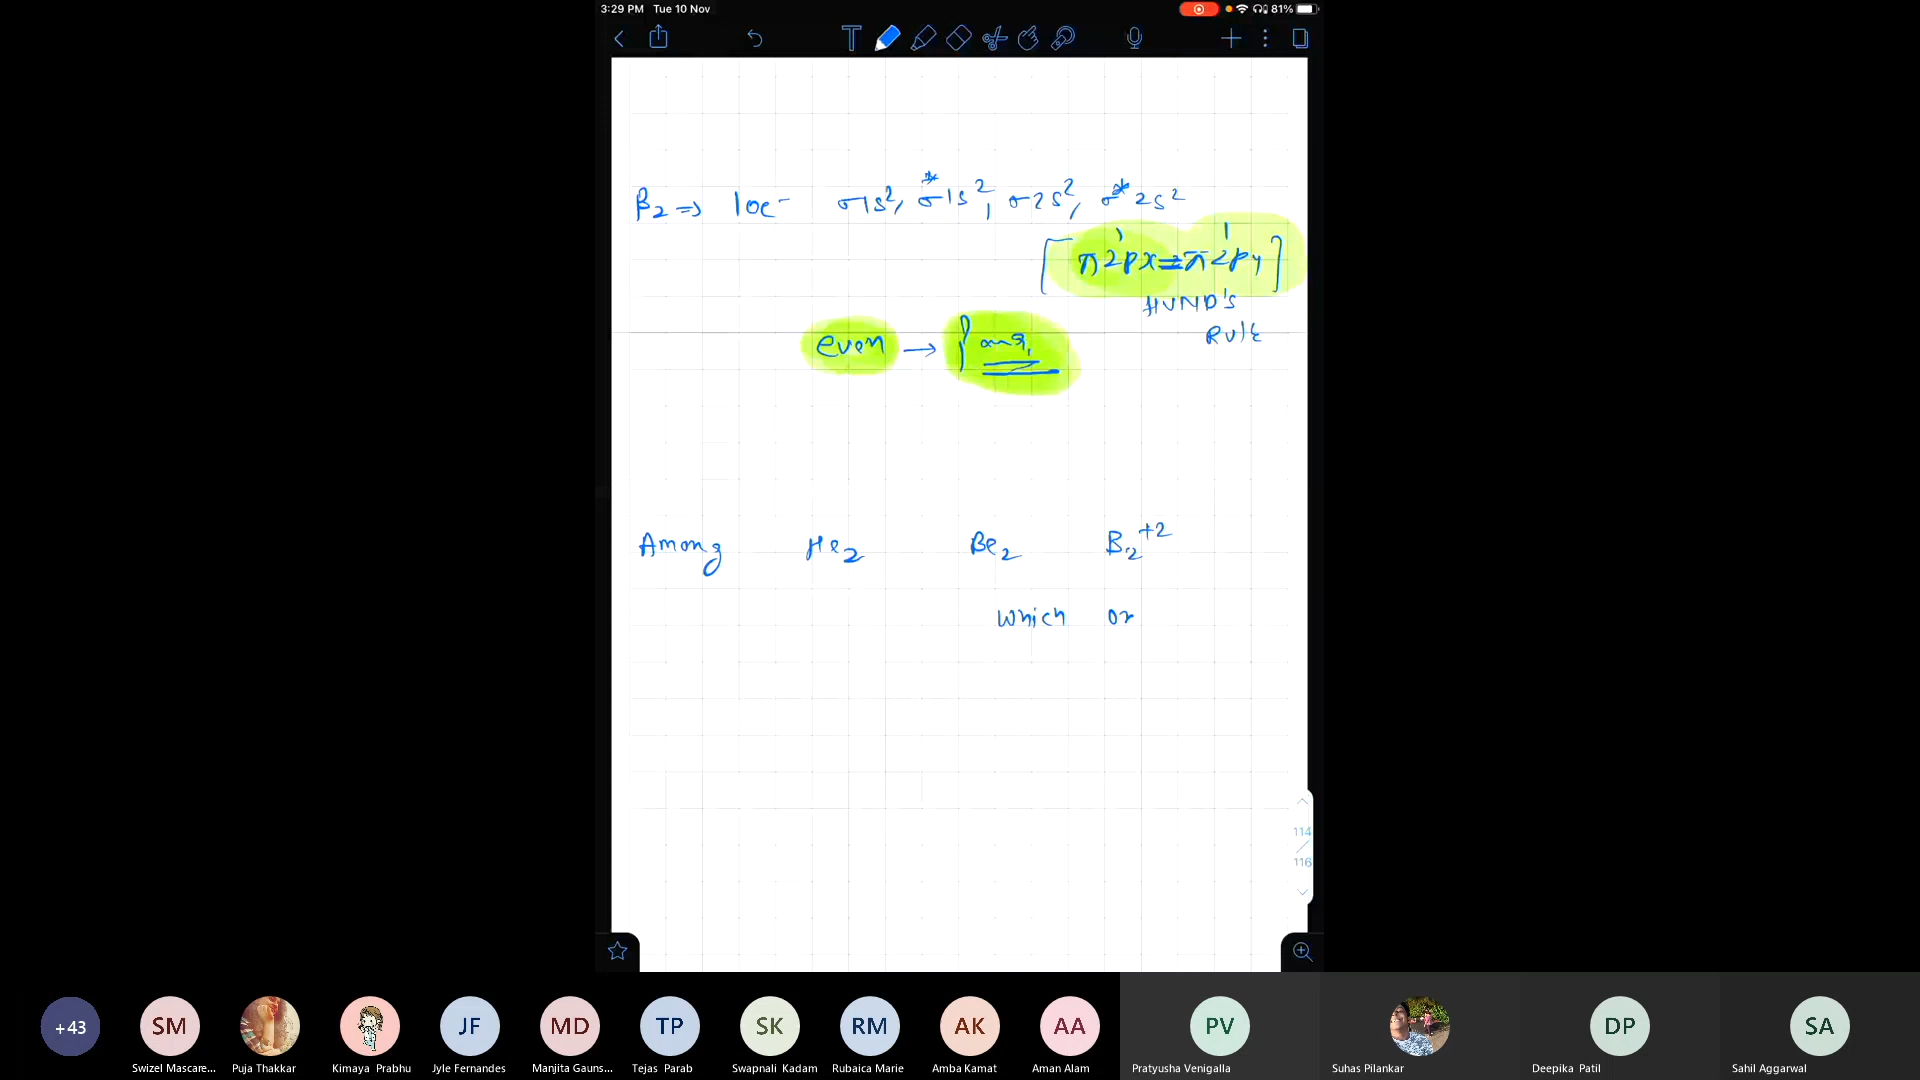 3:29 PM Tue 10 Nov 81%
B2 ⇒ 10e⁻ σ1s², σ*1s², σ2s², σ*2s²
[π2px¹ = π2py¹]
HUND'S
RULE
even →
Among He2 Be2 B2⁺²
which or
114
116
+43 SM JF MD TP SK RM AK AA PV DP SA
Swizel Mascare... Puja Thakkar Kimaya Prabhu Jyle Fernandes Manjita Gauns... Tejas Parab Swapnali Kadam Rubaica Marie Amba Kamat Aman Alam Pratyusha Venigalla Suhas Pilankar Deepika Patil Sahil Aggarwal